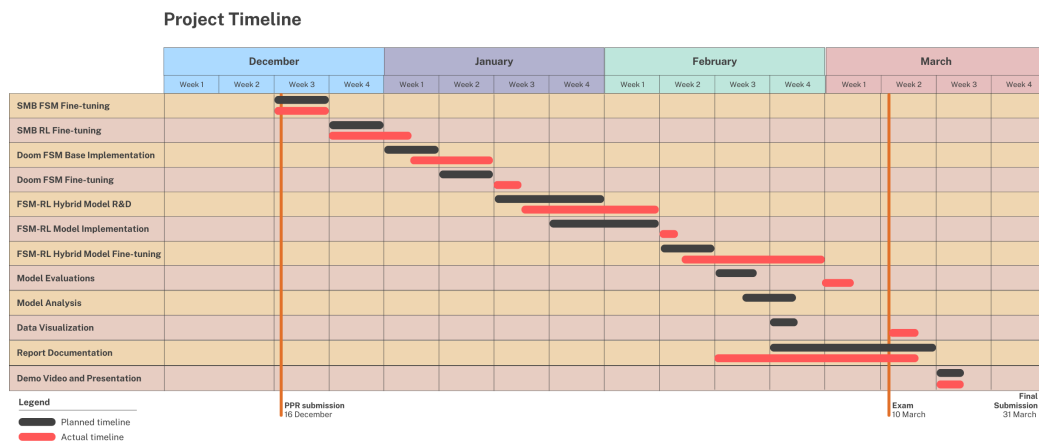 Project Timeline
December January February March
Week 1 Week 2 Week 3 Week 4 Week 1 Week 2 Week 3 Week 4 Week 1 Week 2 Week 3 Week 4 Week 1 Week 2 Week 3 Week 4
SMB FSM Fine-tuning
SMB RL Fine-tuning
Doom FSM Base Implementation
Doom FSM Fine-tuning
FSM-RL Hybrid Model R&D
FSM-RL Model Implementation
FSM-RL Hybrid Model Fine-tuning
Model Evaluations
Model Analysis
Data Visualization
Report Documentation
Demo Video and Presentation
Legend
Planned timeline
Actual timeline
PPR submission
16 December
Exam
10 March
Final
Submission
31 March